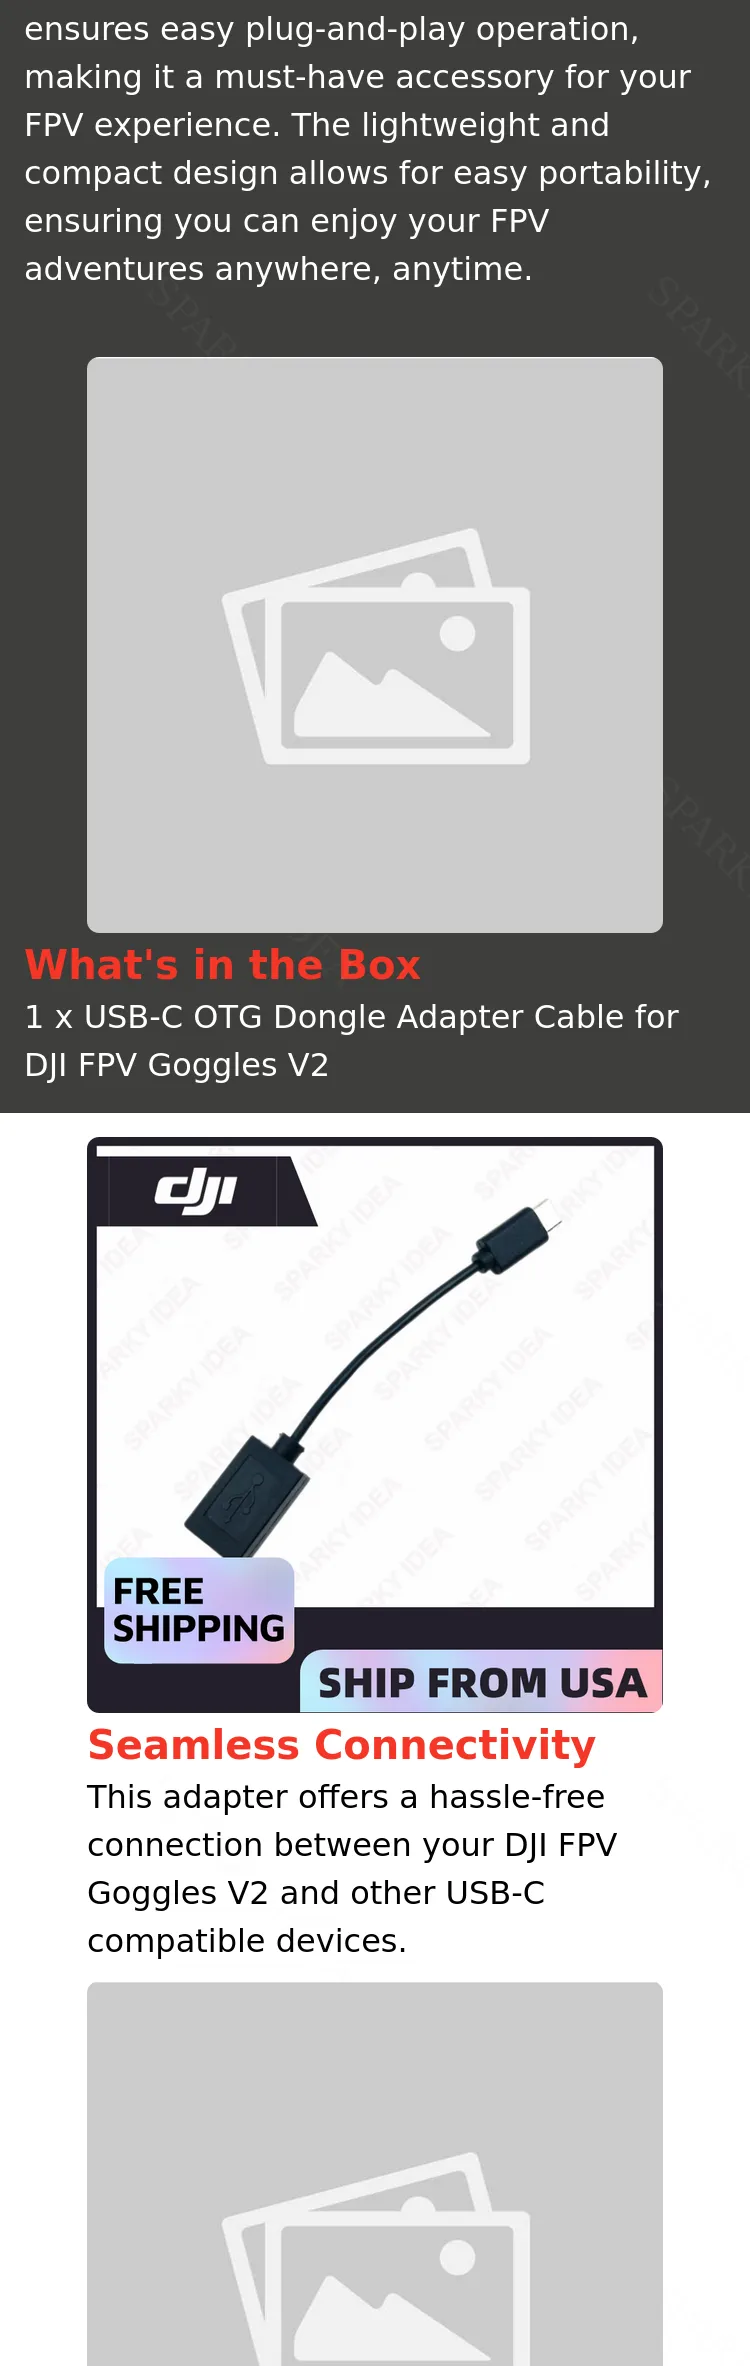 ensures easy plug-and-play operation,
making it a must-have accessory for your
FPV experience. The lightweight and
compact design allows for easy portability,
ensuring you can enjoy your FPV
adventures anywhere, anytime.
What's in the Box
1 x USB-C OTG Dongle Adapter Cable for
DJI FPV Goggles V2
dji
SPARKY IDEA
FREE
SHIPPING
SHIP FROM USA
Seamless Connectivity
This adapter offers a hassle-free
connection between your DJI FPV
Goggles V2 and other USB-C
compatible devices.